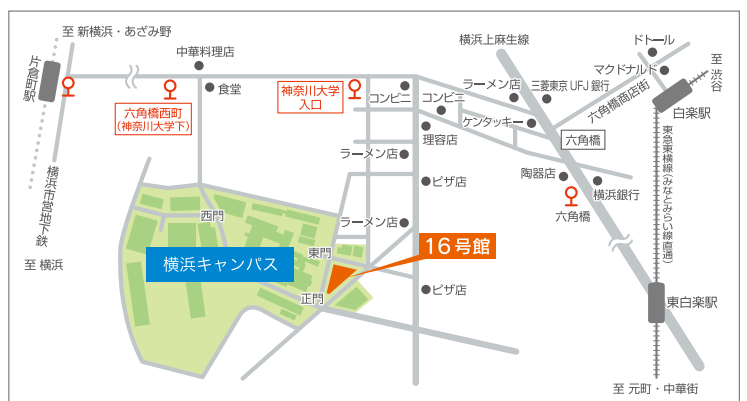 至 新横浜・あざみ野
片倉町駅
横浜市営地下鉄
至 横浜
中華料理店
食堂
六角橋西町
(神奈川大学下)
神奈川大学
入口
コンビニ
コンビニ
理容店
ラーメン店
ピザ店
ラーメン店
ピザ店
横浜上麻生線
ラーメン店
三菱東京UFJ銀行
ケンタッキー
六角橋商店街
ドトール
マクドナルド
至 渋谷
白楽駅
六角橋
陶器店
横浜銀行
六角橋
東急東横線(みなとみらい線直通)
東白楽駅
至 元町・中華街
西門
横浜キャンパス
東門
正門
16号館